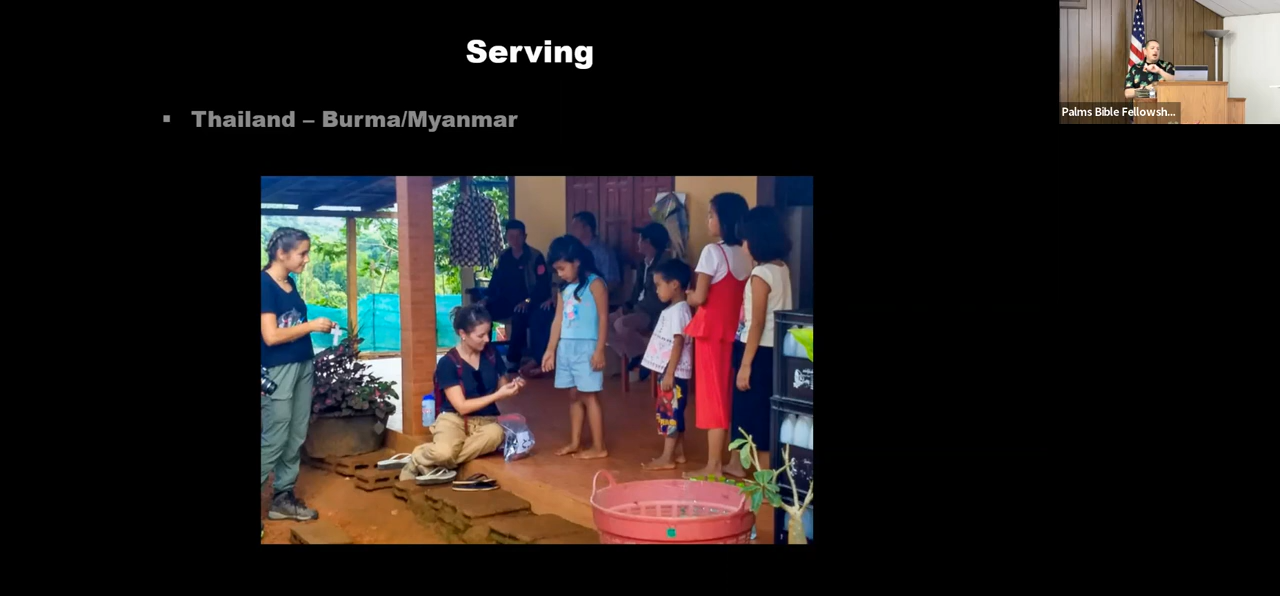 Serving
▪ Thailand – Burma/Myanmar
Palms Bible Fellowsh...